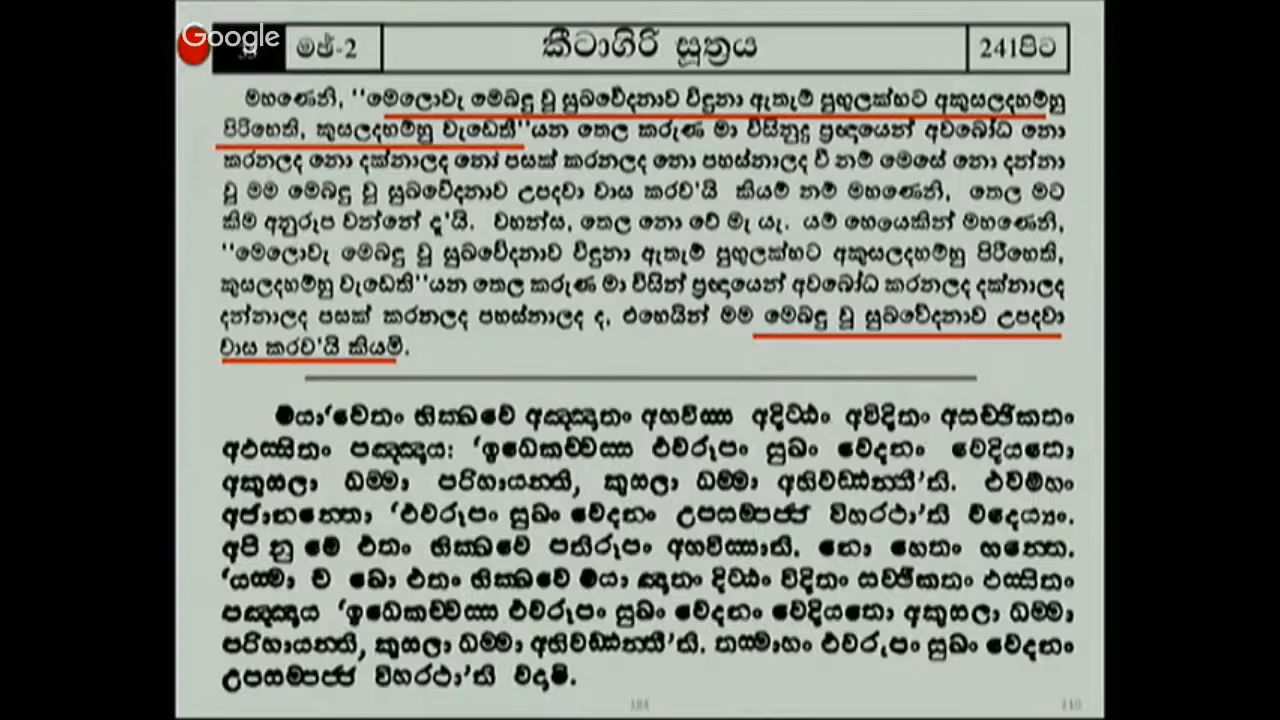 Google
මජ්-2 කීටාගිරි සූත්‍රය 241පිට
මහණෙනි, ‘‘මෙලොවැ මෙබඳු වූ සුඛවේදනාව විඳුනා ඇතැම් පුහුලක්හට අකුසලදහම්හු
පිරිහෙති, කුසලදහම්හු වැඩෙති’’යන තෙල කරුණ මා විසිනුදු ප්‍රඥායෙන් අවබෝධ නො
කරනලද නො දක්නාලද නෝ පසක් කරනලද නො පහස්නාලද වී නම් මෙසේ නො දන්නා
වූ මම මෙබඳු වූ සුඛවේදනාව උපදවා වාස කරව'යි කියම් නම් මහණෙනි, තෙල මට
කිම අනුරූප වන්නේ දැ'යි. වහන්ස, තෙල නො වේ මැ යැ. යම් හෙයෙකින් මහණෙනි,
‘‘මෙලොවැ මෙබඳු වූ සුඛවේදනාව විඳුනා ඇතැම් පුහුලක්හට අකුසලදහම්හු පිරිහෙති,
කුසලදහම්හු වැඩෙති’’යන තෙල කරුණ මා විසින් ප්‍රඥායෙන් අවබෝධ කරනලද දක්නාලද
දන්නාලද පසක් කරනලද පහස්නාලද ද, එහෙයින් මම මෙබඳු වූ සුඛවේදනාව උපදවා
වාස කරව'යි කියම්.
මයා‘චෙතං භික්ඛවෙ අඤ්ඤාතං අභවිස්ස අදිට්ඨං අවිදිතං අසච්ඡිකතං
අඵස්සිතං පඤ්ඤාය: ‘ඉධෙකච්චස්ස එවරූපං සුඛං වෙදනං වෙදියතො
අකුසලා ධම්මා පරිහායන්ති, කුසලා ධම්මා අභිවඩ්ඪන්තී’ති. එවම්හං
අජානන්තො ‘එවරූපං සුඛං වෙදනං උපසම්පජ්ජ විහරථා’ති වදෙය්‍යං.
අපි නු මෙ එතං භික්ඛවෙ පතිරූපං අභවිස්සාති. නො හෙතං භන්තෙ.
‘යස්මා ච ඛො එතං භික්ඛවෙ මයා ඤාතං දිට්ඨං විදිතං සච්ඡිකතං ඵස්සිතං
පඤ්ඤාය ‘ඉධෙකච්චස්ස එවරූපං සුඛං වෙදනං වෙදියතො අකුසලා ධම්මා
පරිහායන්ති, කුසලා ධම්මා අභිවඩ්ඪන්තී’ති. තස්මාහං එවරූපං සුඛං වෙදනං
උපසම්පජ්ජ විහරථා’ති වදාමි.